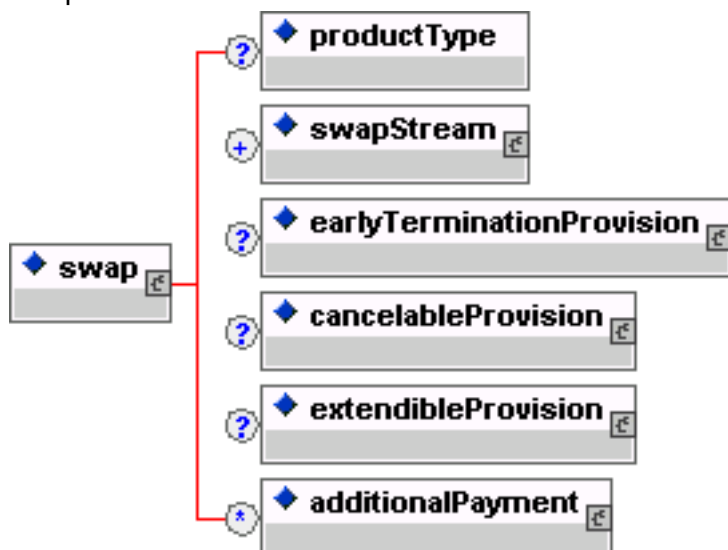 ? productType
+ swapStream
? earlyTerminationProvision
swap
? cancelableProvision
? extendibleProvision
* additionalPayment